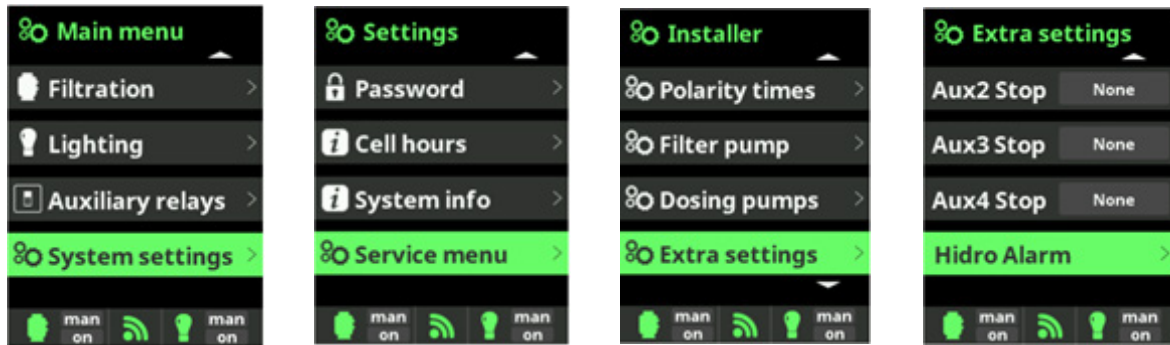 Main menu
Filtration
Lighting
Auxiliary relays
System settings
man on
man on
Settings
Password
Cell hours
System info
Service menu
man on
man on
Installer
Polarity times
Filter pump
Dosing pumps
Extra settings
man on
man on
Extra settings
Aux2 Stop None
Aux3 Stop None
Aux4 Stop None
Hidro Alarm
man on
man on